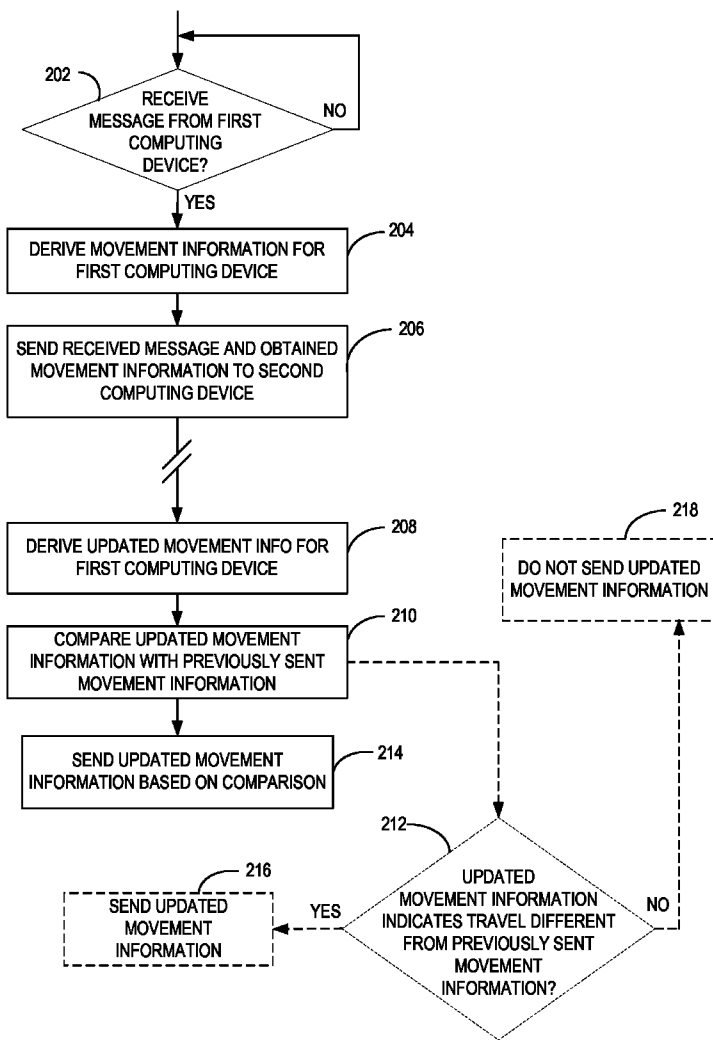 202
RECEIVE
MESSAGE FROM FIRST
COMPUTING
DEVICE?
NO
YES
204
DERIVE MOVEMENT INFORMATION FOR
FIRST COMPUTING DEVICE
206
SEND RECEIVED MESSAGE AND OBTAINED
MOVEMENT INFORMATION TO SECOND
COMPUTING DEVICE
208
DERIVE UPDATED MOVEMENT INFO FOR
FIRST COMPUTING DEVICE
218
DO NOT SEND UPDATED
MOVEMENT INFORMATION
210
COMPARE UPDATED MOVEMENT
INFORMATION WITH PREVIOUSLY SENT
MOVEMENT INFORMATION
214
SEND UPDATED MOVEMENT
INFORMATION BASED ON COMPARISON
212
UPDATED
MOVEMENT INFORMATION
INDICATES TRAVEL DIFFERENT
FROM PREVIOUSLY SENT
MOVEMENT
INFORMATION?
YES
NO
216
SEND UPDATED
MOVEMENT
INFORMATION